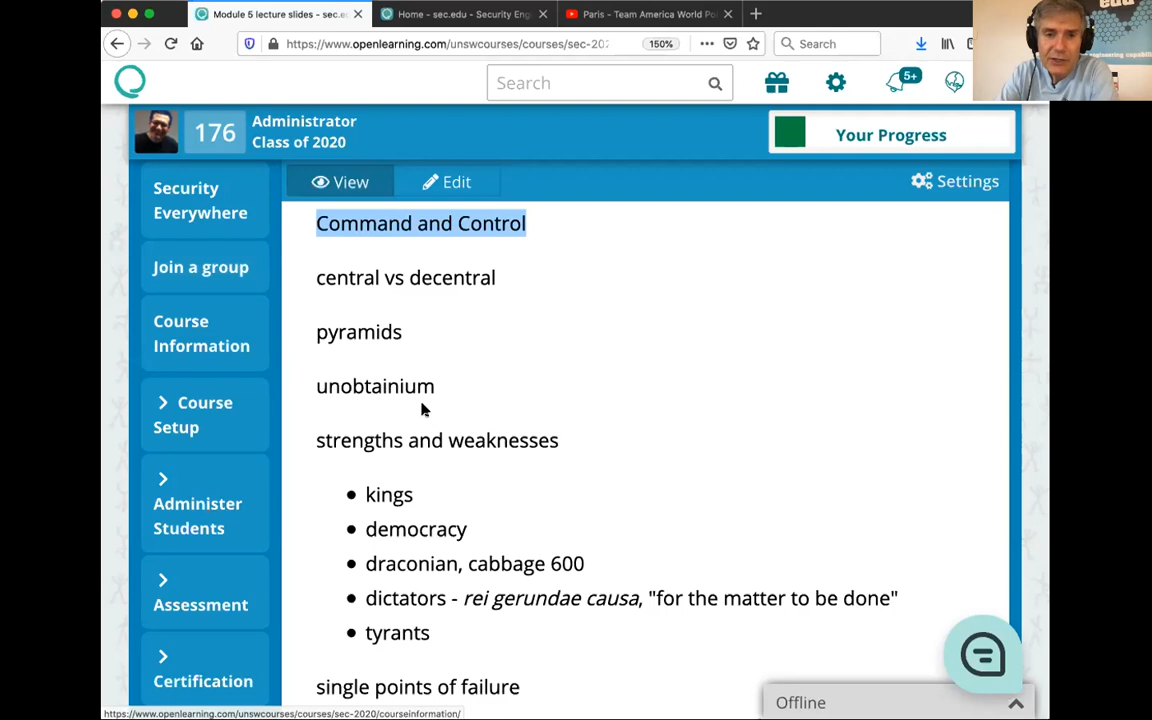 Module 5 lecture slides - sec.e
Home - sec.edu - Security Eng
Paris - Team America World Po
https://www.openlearning.com/unswcourses/courses/sec-20
150%
Search
Search
5+
176
Administrator
Class of 2020
Your Progress
Security
Everywhere
View
Edit
Settings
Command and Control
Join a group
central vs decentral
Course
Information
pyramids
unobtainium
Course
Setup
strengths and weaknesses
Administer
Students
kings
democracy
draconian, cabbage 600
Assessment
dictators - rei gerundae causa, "for the matter to be done"
tyrants
Certification
single points of failure
Offline
https://www.openlearning.com/unswcourses/courses/sec-2020/courseinformation/